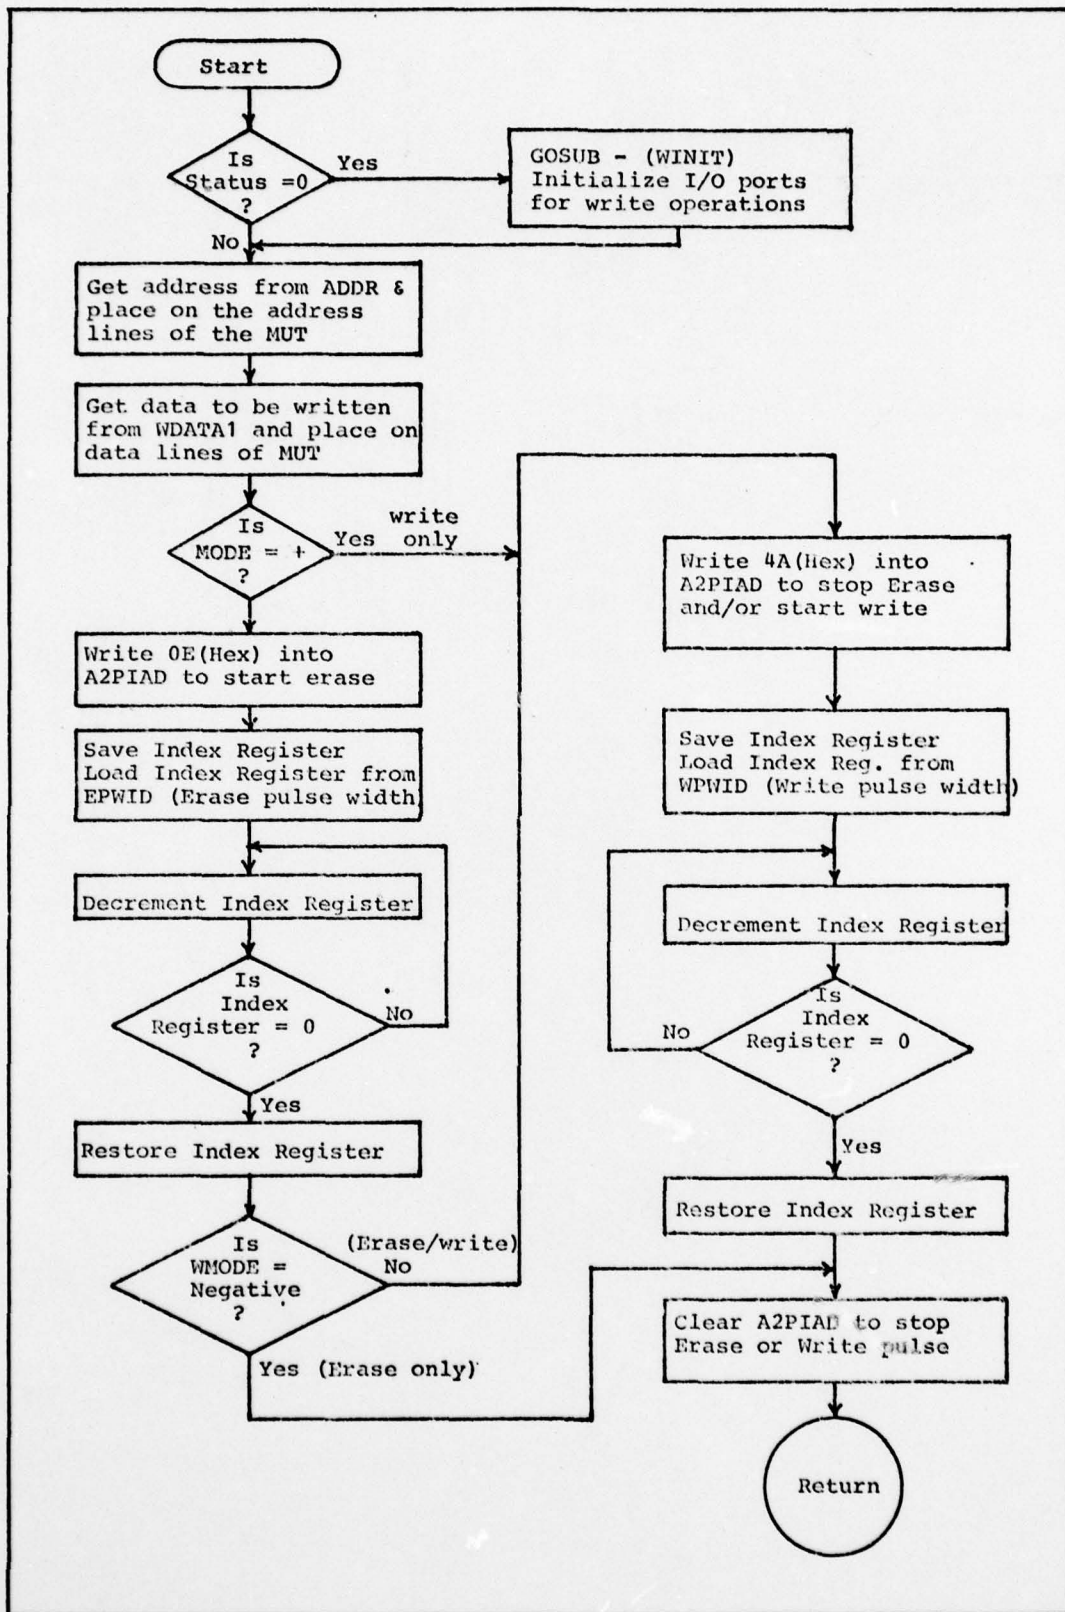 Start
Is
Status =0
?
Yes
GOSUB - (WINIT)
Initialize I/O ports
for write operations
No
Get address from ADDR &
place on the address
lines of the MUT
Get data to be written
from WDATA1 and place on
data lines of MUT
Is
MODE = +
?
Yes
write
only
Write 0E(Hex) into
A2PIAD to start erase
Save Index Register
Load Index Register from
EPWID (Erase pulse width
Decrement Index Register
Is
Index
Register = 0
?
No
Yes
Restore Index Register
Is
WMODE =
Negative
?
(Erase/write)
No
Yes (Erase only)
Write 4A(Hex) into
A2PIAD to stop Erase
and/or start write
Save Index Register
Load Index Reg. from
WPWID (Write pulse width)
Decrement Index Register
Is
Index
Register = 0
?
No
Yes
Restore Index Register
Clear A2PIAD to stop
Erase or Write pulse
Return